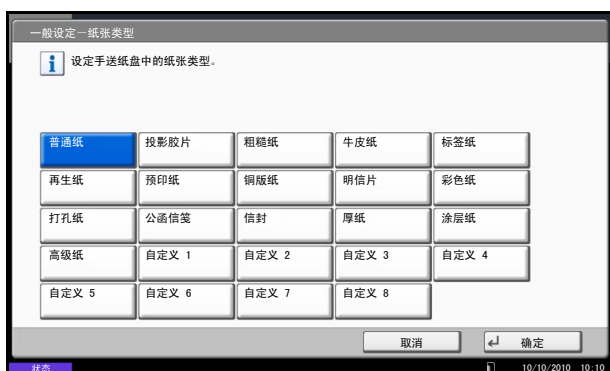 一般设定－纸张类型
设定手送纸盘中的纸张类型。
普通纸 投影胶片 粗糙纸 牛皮纸 标签纸
再生纸 预印纸 铜版纸 明信片 彩色纸
打孔纸 公函信笺 信封 厚纸 涂层纸
高级纸 自定义 1 自定义 2 自定义 3 自定义 4
自定义 5 自定义 6 自定义 7 自定义 8
取消 确定
状态 10/10/2010 10:10